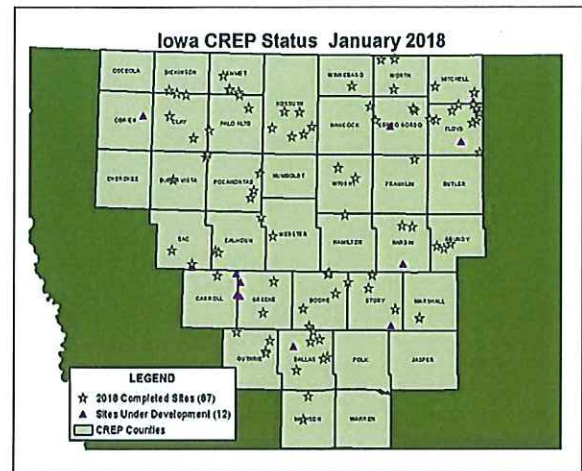 Iowa CREP Status January 2018
OSCEOLA DICKINSON EMMET WINNEBAGO WORTH MITCHELL
KOSSUTH
OBRIEN CLAY PALO ALTO HANCOCK CERRO GORDO FLOYD
CHEROKEE BUENA VISTA POCAHONTAS HUMBOLDT WRIGHT FRANKLIN BUTLER
SAC CALHOUN WEBSTER HAMILTON HARDIN GRUNDY
CARROLL GREENE BOONE STORY MARSHALL
GUTHRIE DALLAS POLK JASPER
MADISON WARREN
LEGEND
2018 Completed Sites (87)
Sites Under Development (12)
CREP Counties